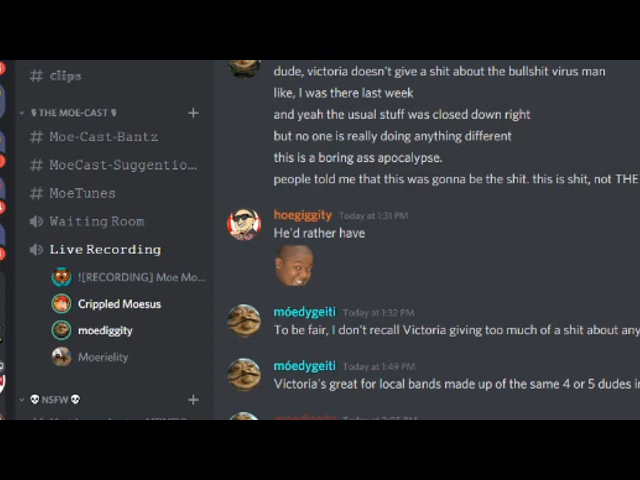 # clips
THE MOE-CAST
# Moe-Cast-Bantz
# MoeCast-Suggentio...
# MoeTunes
Waiting Room
Live Recording
![RECORDING] Moe Mo...
Crippled Moesus
moediggity
Moerielity
NSFW
dude, victoria doesn't give a shit about the bullshit virus man
like, I was there last week
and yeah the usual stuff was closed down right
but no one is really doing anything different
this is a boring ass apocalypse.
people told me that this was gonna be the shit. this is shit, not THE
hoegiggity Today at 1:31 PM
He'd rather have
móedygeiti Today at 1:32 PM
To be fair, I don't recall Victoria giving too much of a shit about any
móedygeiti Today at 1:49 PM
Victoria's great for local bands made up of the same 4 or 5 dudes i